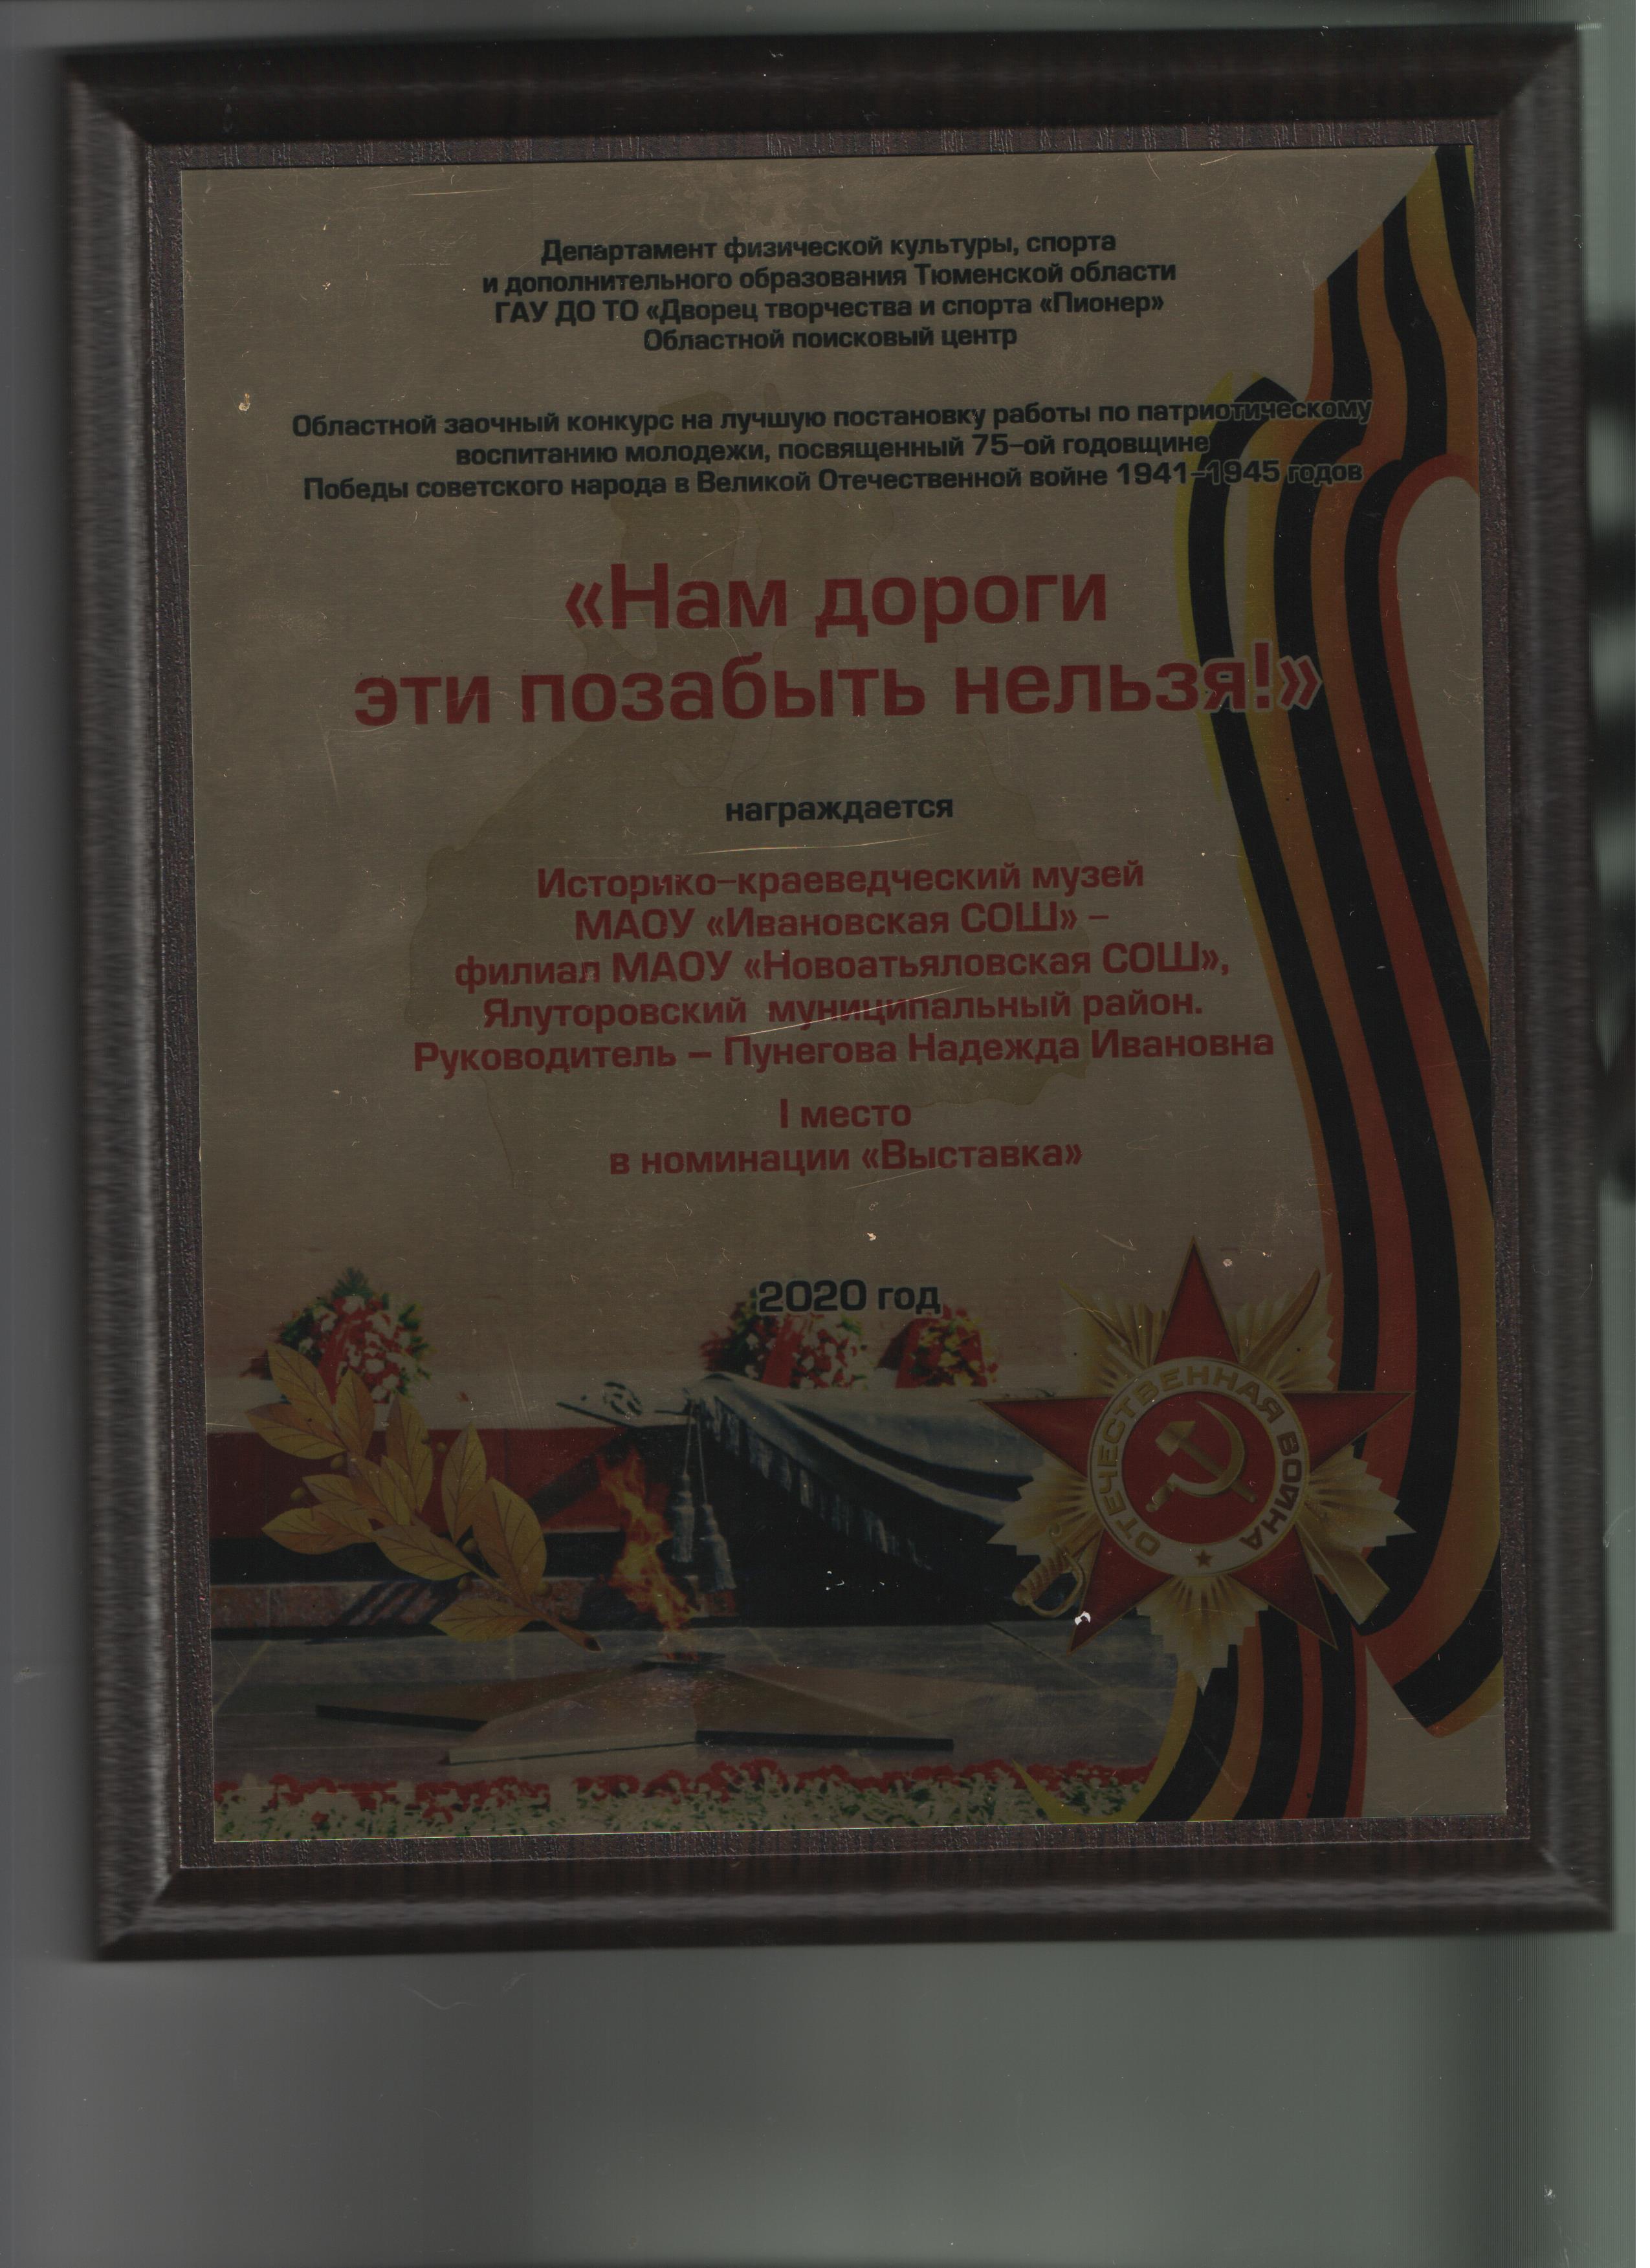 Департамент физической культуры, спорта
и дополнительного образования Тюменской области
ГАУ ДО ТО «Дворец творчества и спорта «Пионер»
Областной поисковый центр
Областной заочный конкурс на лучшую постановку работы по патриотическому
воспитанию молодежи, посвященный 75–ой годовщине
Победы советского народа в Великой Отечественной войне 1941–1945 годов
«Нам дороги
эти позабыть нельзя!»
награждается
Историко–краеведческий музей
МАОУ «Ивановская СОШ» –
филиал МАОУ «Новоатьяловская СОШ»,
Ялуторовский муниципальный район.
Руководитель – Пунегова Надежда Ивановна
I место
в номинации «Выставка»
2020 год
ОТЕЧЕСТВЕННАЯ ВОЙНА